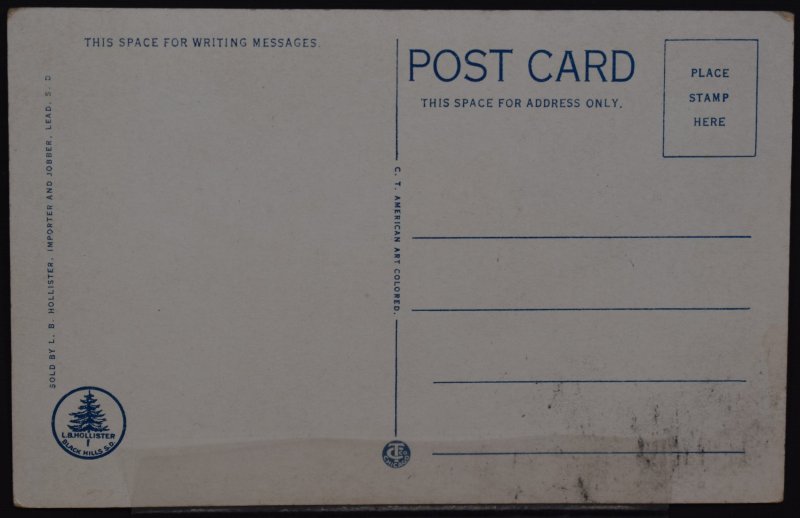 THIS SPACE FOR WRITING MESSAGES.
POST CARD
THIS SPACE FOR ADDRESS ONLY.
PLACE
STAMP
HERE
SOLD BY L. B. HOLLISTER, IMPORTER AND JOBBER, LEAD, S. D
C. T. AMERICAN ART COLORED.
L.B.HOLLISTER
BLACK HILLS S.D.
CHICAGO